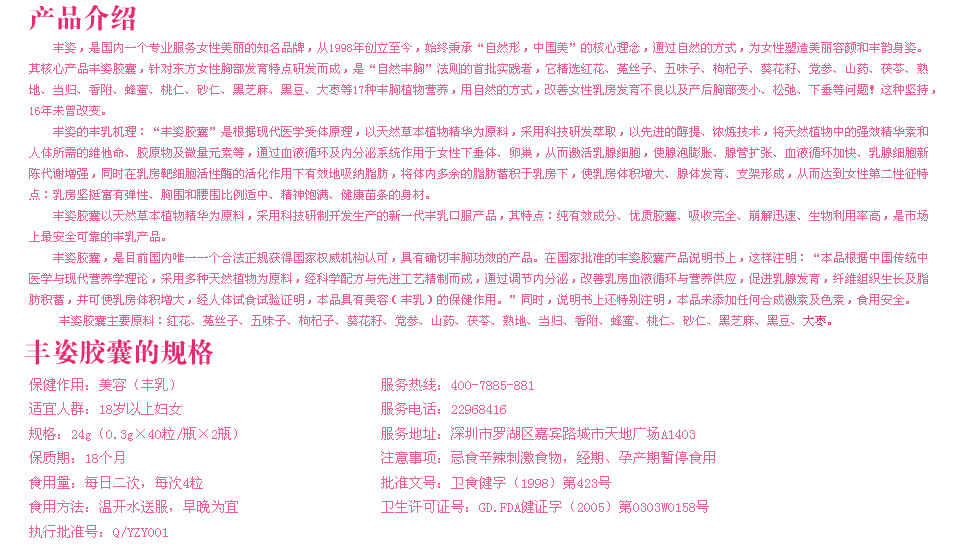 产品介绍
丰姿，是国内一个专业服务女性美丽的知名品牌，从1998年创立至今，始终秉承“自然形，中国美”的核心理念，通过自然的方式，为女性塑造美丽容颜和丰韵身姿。
其核心产品丰姿胶囊，针对东方女性胸部发育特点研发而成，是“自然丰胸”法则的首批实践者，它精选红花、菟丝子、五味子、枸杞子、葵花籽、党参、山药、茯苓、熟
地、当归、香附、蜂蜜、桃仁、砂仁、黑芝麻、黑豆、大枣等17种丰胸植物营养，用自然的方式，改善女性乳房发育不良以及产后胸部变小、松弛、下垂等问题！这种坚持，
16年未曾改变。
丰姿的丰乳机理：“丰姿胶囊”是根据现代医学受体原理，以天然草本植物精华为原料，采用科技研发萃取，以先进的醇提、浓炼技术，将天然植物中的强效精华素和
人体所需的维他命、胶原物及微量元素等，通过血液循环及内分泌系统作用于女性下垂体、卵巢，从而激活乳腺细胞，使腺泡膨胀、腺管扩张、血液循环加快、乳腺细胞新
陈代谢增强，同时在乳房靶细胞活性酶的活化作用下有效地吸纳脂肪，将体内多余的脂肪蓄积于乳房下，使乳房体积增大、腺体发育、支架形成，从而达到女性第二性征特
点：乳房坚挺富有弹性、胸围和腰围比例适中、精神饱满、健康苗条的身材。
丰姿胶囊以天然草本植物精华为原料，采用科技研制开发生产的新一代丰乳口服产品，其特点：纯有效成分、优质胶囊、吸收完全、崩解迅速、生物利用率高，是市场
上最安全可靠的丰乳产品。
丰姿胶囊，是目前国内唯一一个合法正规获得国家权威机构认可，具有确切丰胸功效的产品。在国家批准的丰姿胶囊产品说明书上，这样注明：“本品根据中国传统中
医学与现代营养学理论，采用多种天然植物为原料，经科学配方与先进工艺精制而成，通过调节内分泌，改善乳房血液循环与营养供应，促进乳腺发育，纤维组织生长及脂
肪积蓄，并可使乳房体积增大，经人体试食试验证明，本品具有美容（丰乳）的保健作用。”同时，说明书上还特别注明，本品未添加任何合成激素及色素，食用安全。
丰姿胶囊主要原料：红花、菟丝子、五味子、枸杞子、葵花籽、党参、山药、茯苓、熟地、当归、香附、蜂蜜、桃仁、砂仁、黑芝麻、黑豆、大枣。
丰姿胶囊的规格
保健作用：美容（丰乳）
服务热线：400-7885-881
适宜人群：18岁以上妇女
服务电话：22968416
规格：24g（0.3g×40粒/瓶×2瓶）
服务地址：深圳市罗湖区嘉宾路城市天地广场A1403
保质期：18个月
注意事项：忌食辛辣刺激食物，经期、孕产期暂停食用
食用量：每日二次，每次4粒
批准文号：卫食健字（1998）第423号
食用方法：温开水送服，早晚为宜
卫生许可证号：GD.FDA健证字（2005）第0303W0158号
执行批准号：Q/YZY001